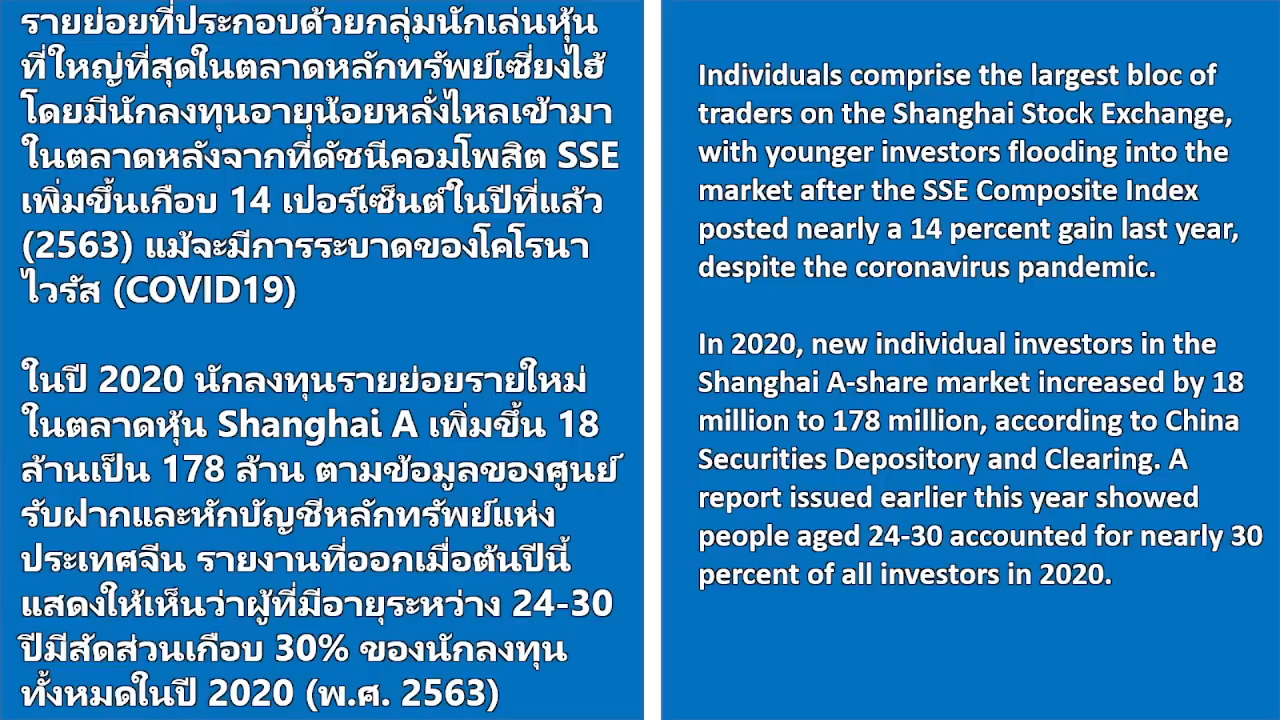 รายย่อยที่ประกอบด้วยกลุ่มนักเล่นหุ้น
ที่ใหญ่ที่สุดในตลาดหลักทรัพย์เซี่ยงไฮ้
โดยมีนักลงทุนอายุน้อยหลั่งไหลเข้ามา
ในตลาดหลังจากที่ดัชนีคอมโพสิต SSE
เพิ่มขึ้นเกือบ 14 เปอร์เซ็นต์ในปีที่แล้ว
(2563) แม้จะมีการระบาดของโคโรนา
ไวรัส (COVID19)
ในปี 2020 นักลงทุนรายย่อยรายใหม่
ในตลาดหุ้น Shanghai A เพิ่มขึ้น 18
ล้านเป็น 178 ล้าน ตามข้อมูลของศูนย์
รับฝากและหักบัญชีหลักทรัพย์แห่ง
ประเทศจีน รายงานที่ออกเมื่อต้นปีนี้
แสดงให้เห็นว่าผู้ที่มีอายุระหว่าง 24-30
ปีมีสัดส่วนเกือบ 30% ของนักลงทุน
ทั้งหมดในปี 2020 (พ.ศ. 2563)
Individuals comprise the largest bloc of
traders on the Shanghai Stock Exchange,
with younger investors flooding into the
market after the SSE Composite Index
posted nearly a 14 percent gain last year,
despite the coronavirus pandemic.
In 2020, new individual investors in the
Shanghai A-share market increased by 18
million to 178 million, according to China
Securities Depository and Clearing. A
report issued earlier this year showed
people aged 24-30 accounted for nearly 30
percent of all investors in 2020.